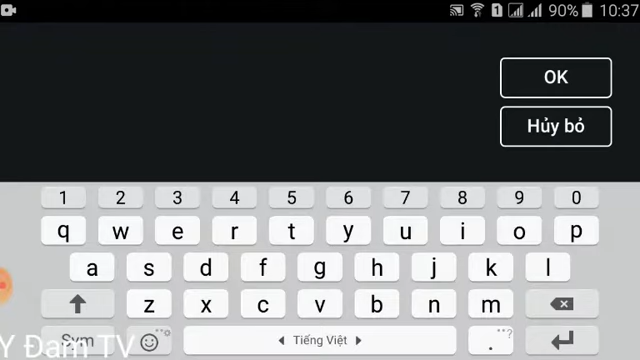 1 90% 10:37
OK
Hủy bỏ
1 2 3 4 5 6 7 8 9 0
q w e r t y u i o p
a s d f g h j k l
z x c v b n m
Sym Tiếng Việt . ...?
Y Đam TV